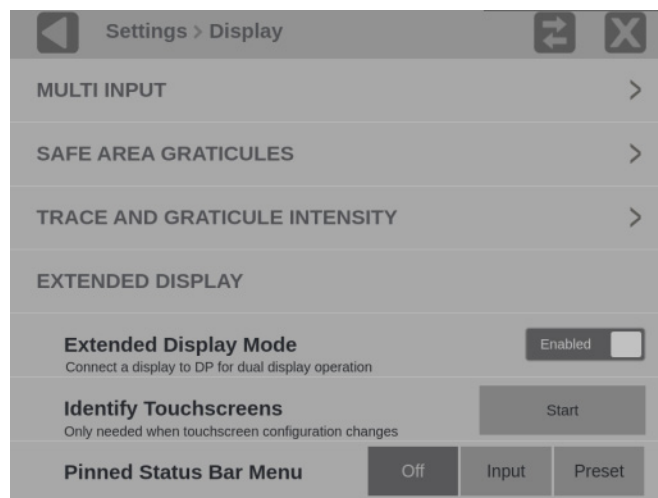 Settings > Display
MULTI INPUT
SAFE AREA GRATICULES
TRACE AND GRATICULE INTENSITY
EXTENDED DISPLAY
Extended Display Mode
Enabled
Connect a display to DP for dual display operation
Identify Touchscreens
Start
Only needed when touchscreen configuration changes
Pinned Status Bar Menu Off Input Preset